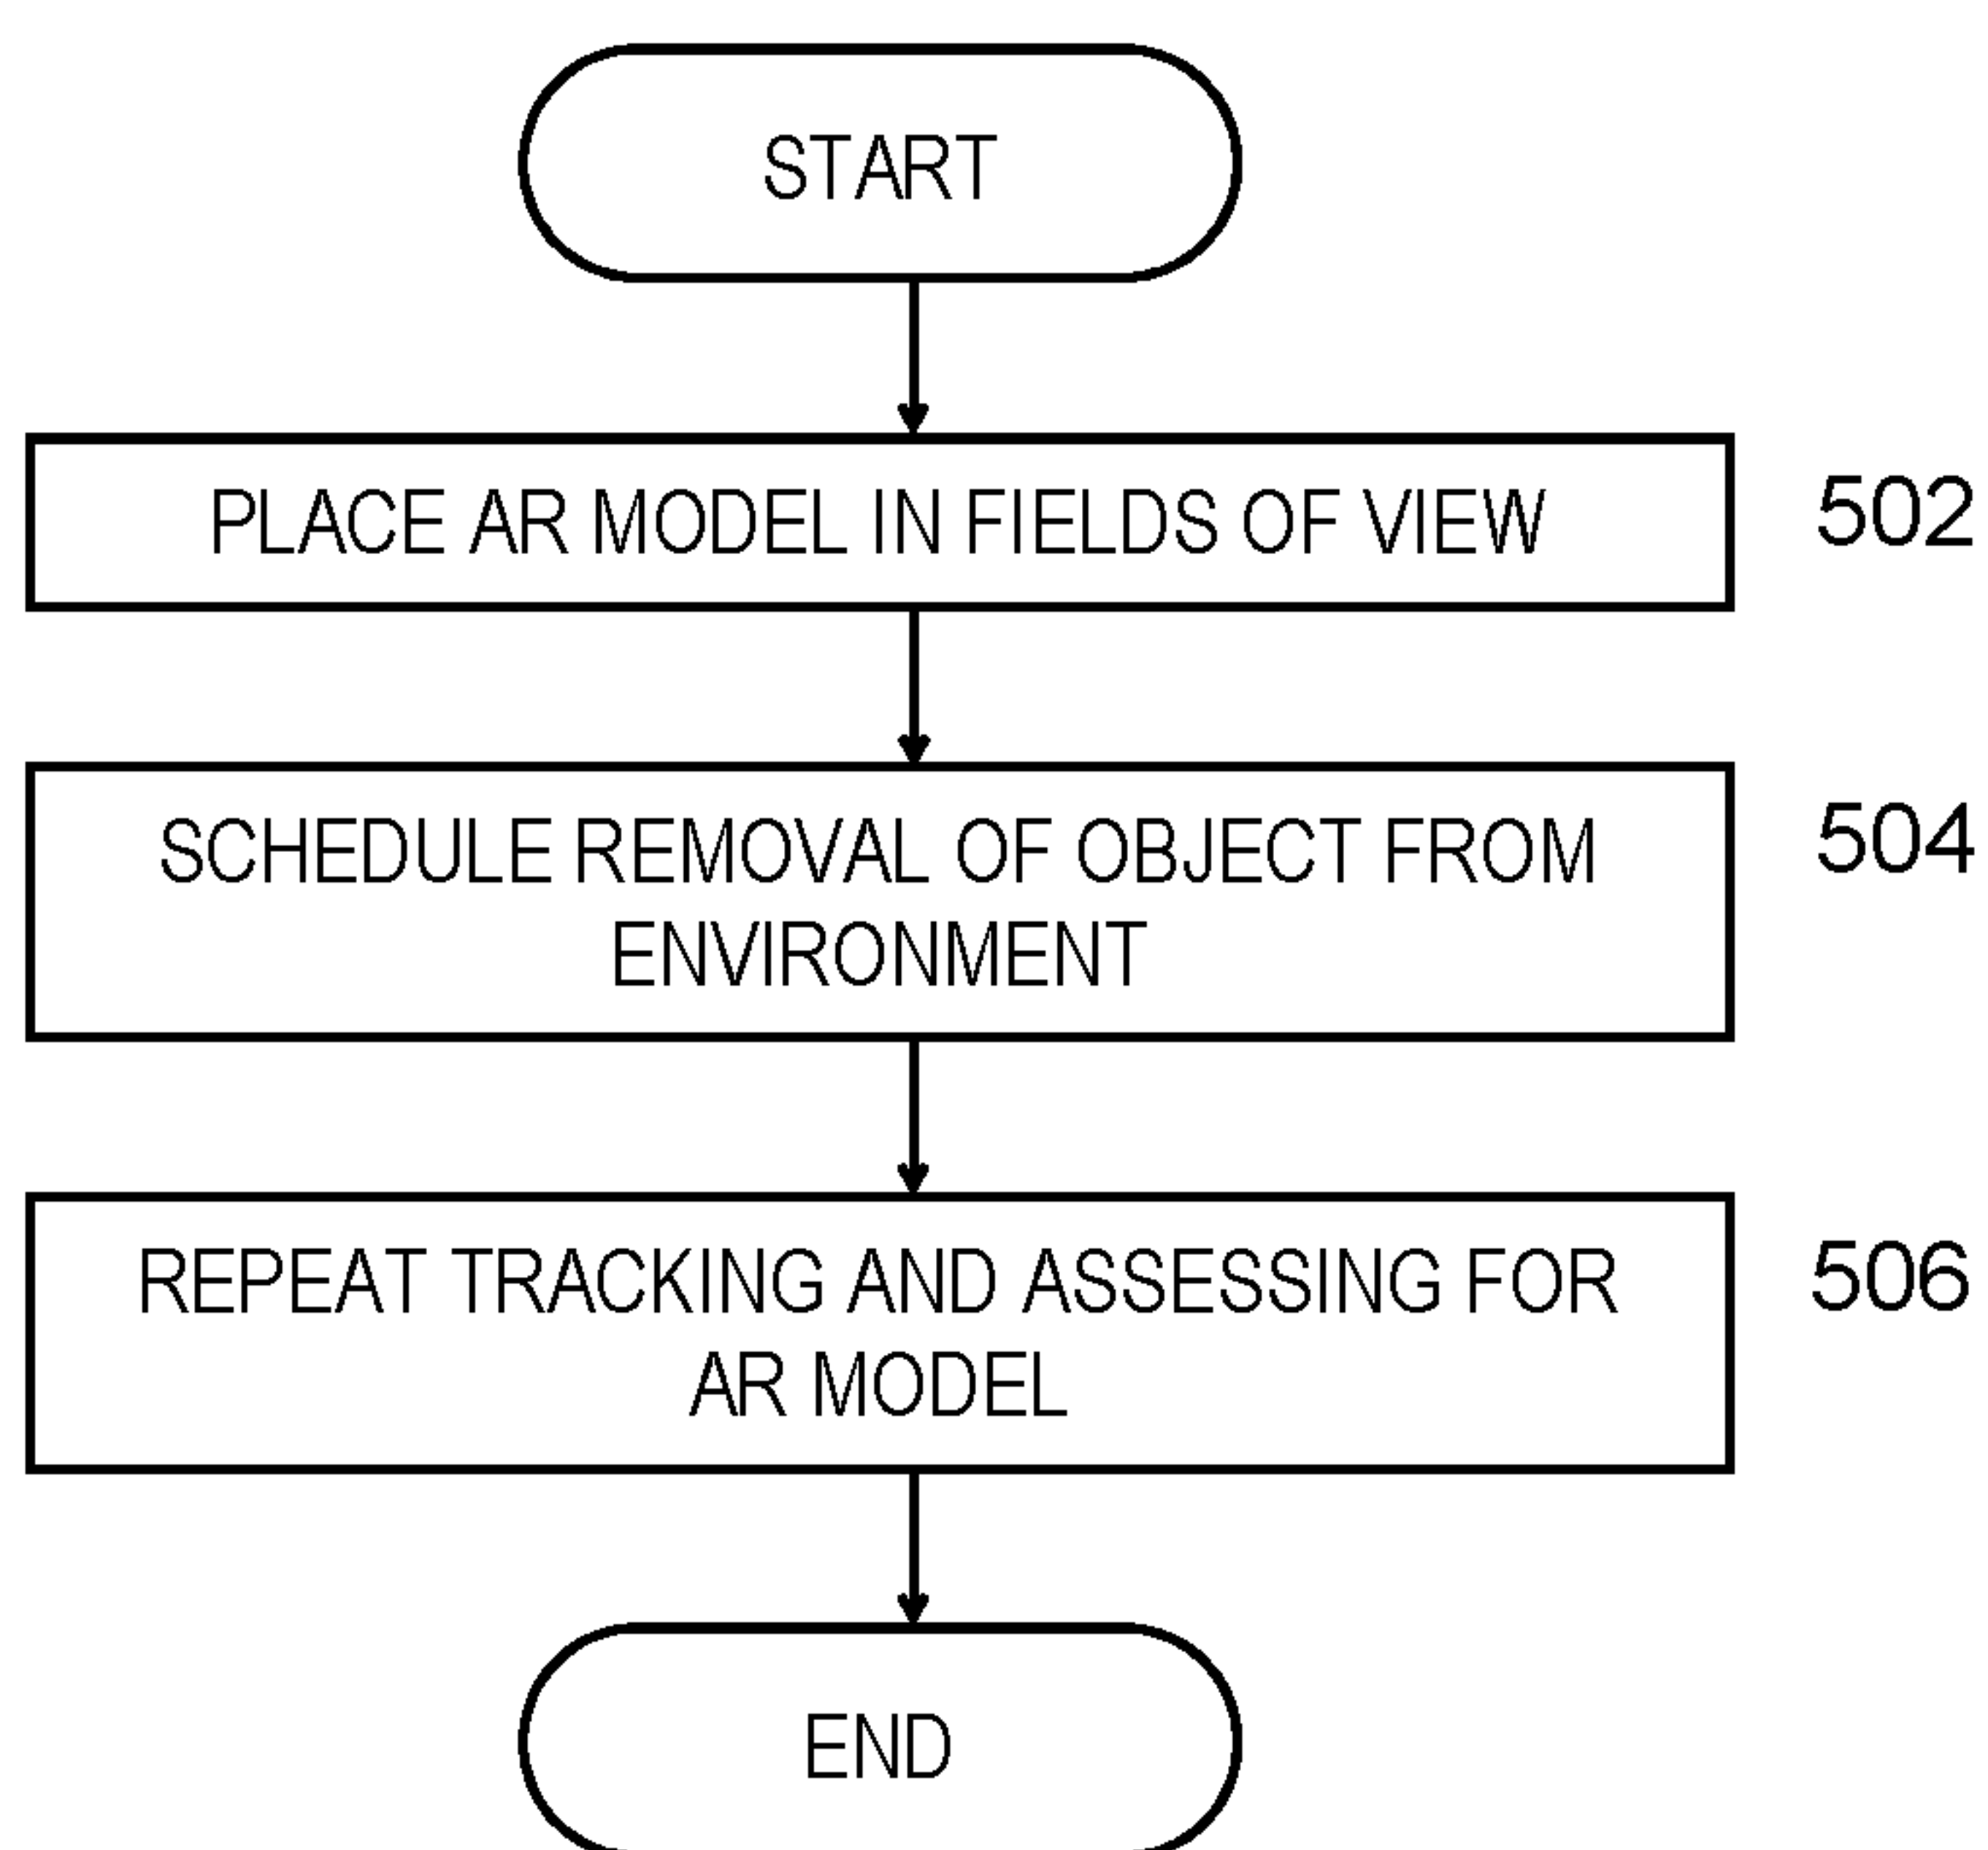 START
PLACE AR MODEL IN FIELDS OF VIEW
502
SCHEDULE REMOVAL OF OBJECT FROM
ENVIRONMENT
504
REPEAT TRACKING AND ASSESSING FOR
AR MODEL
506
END